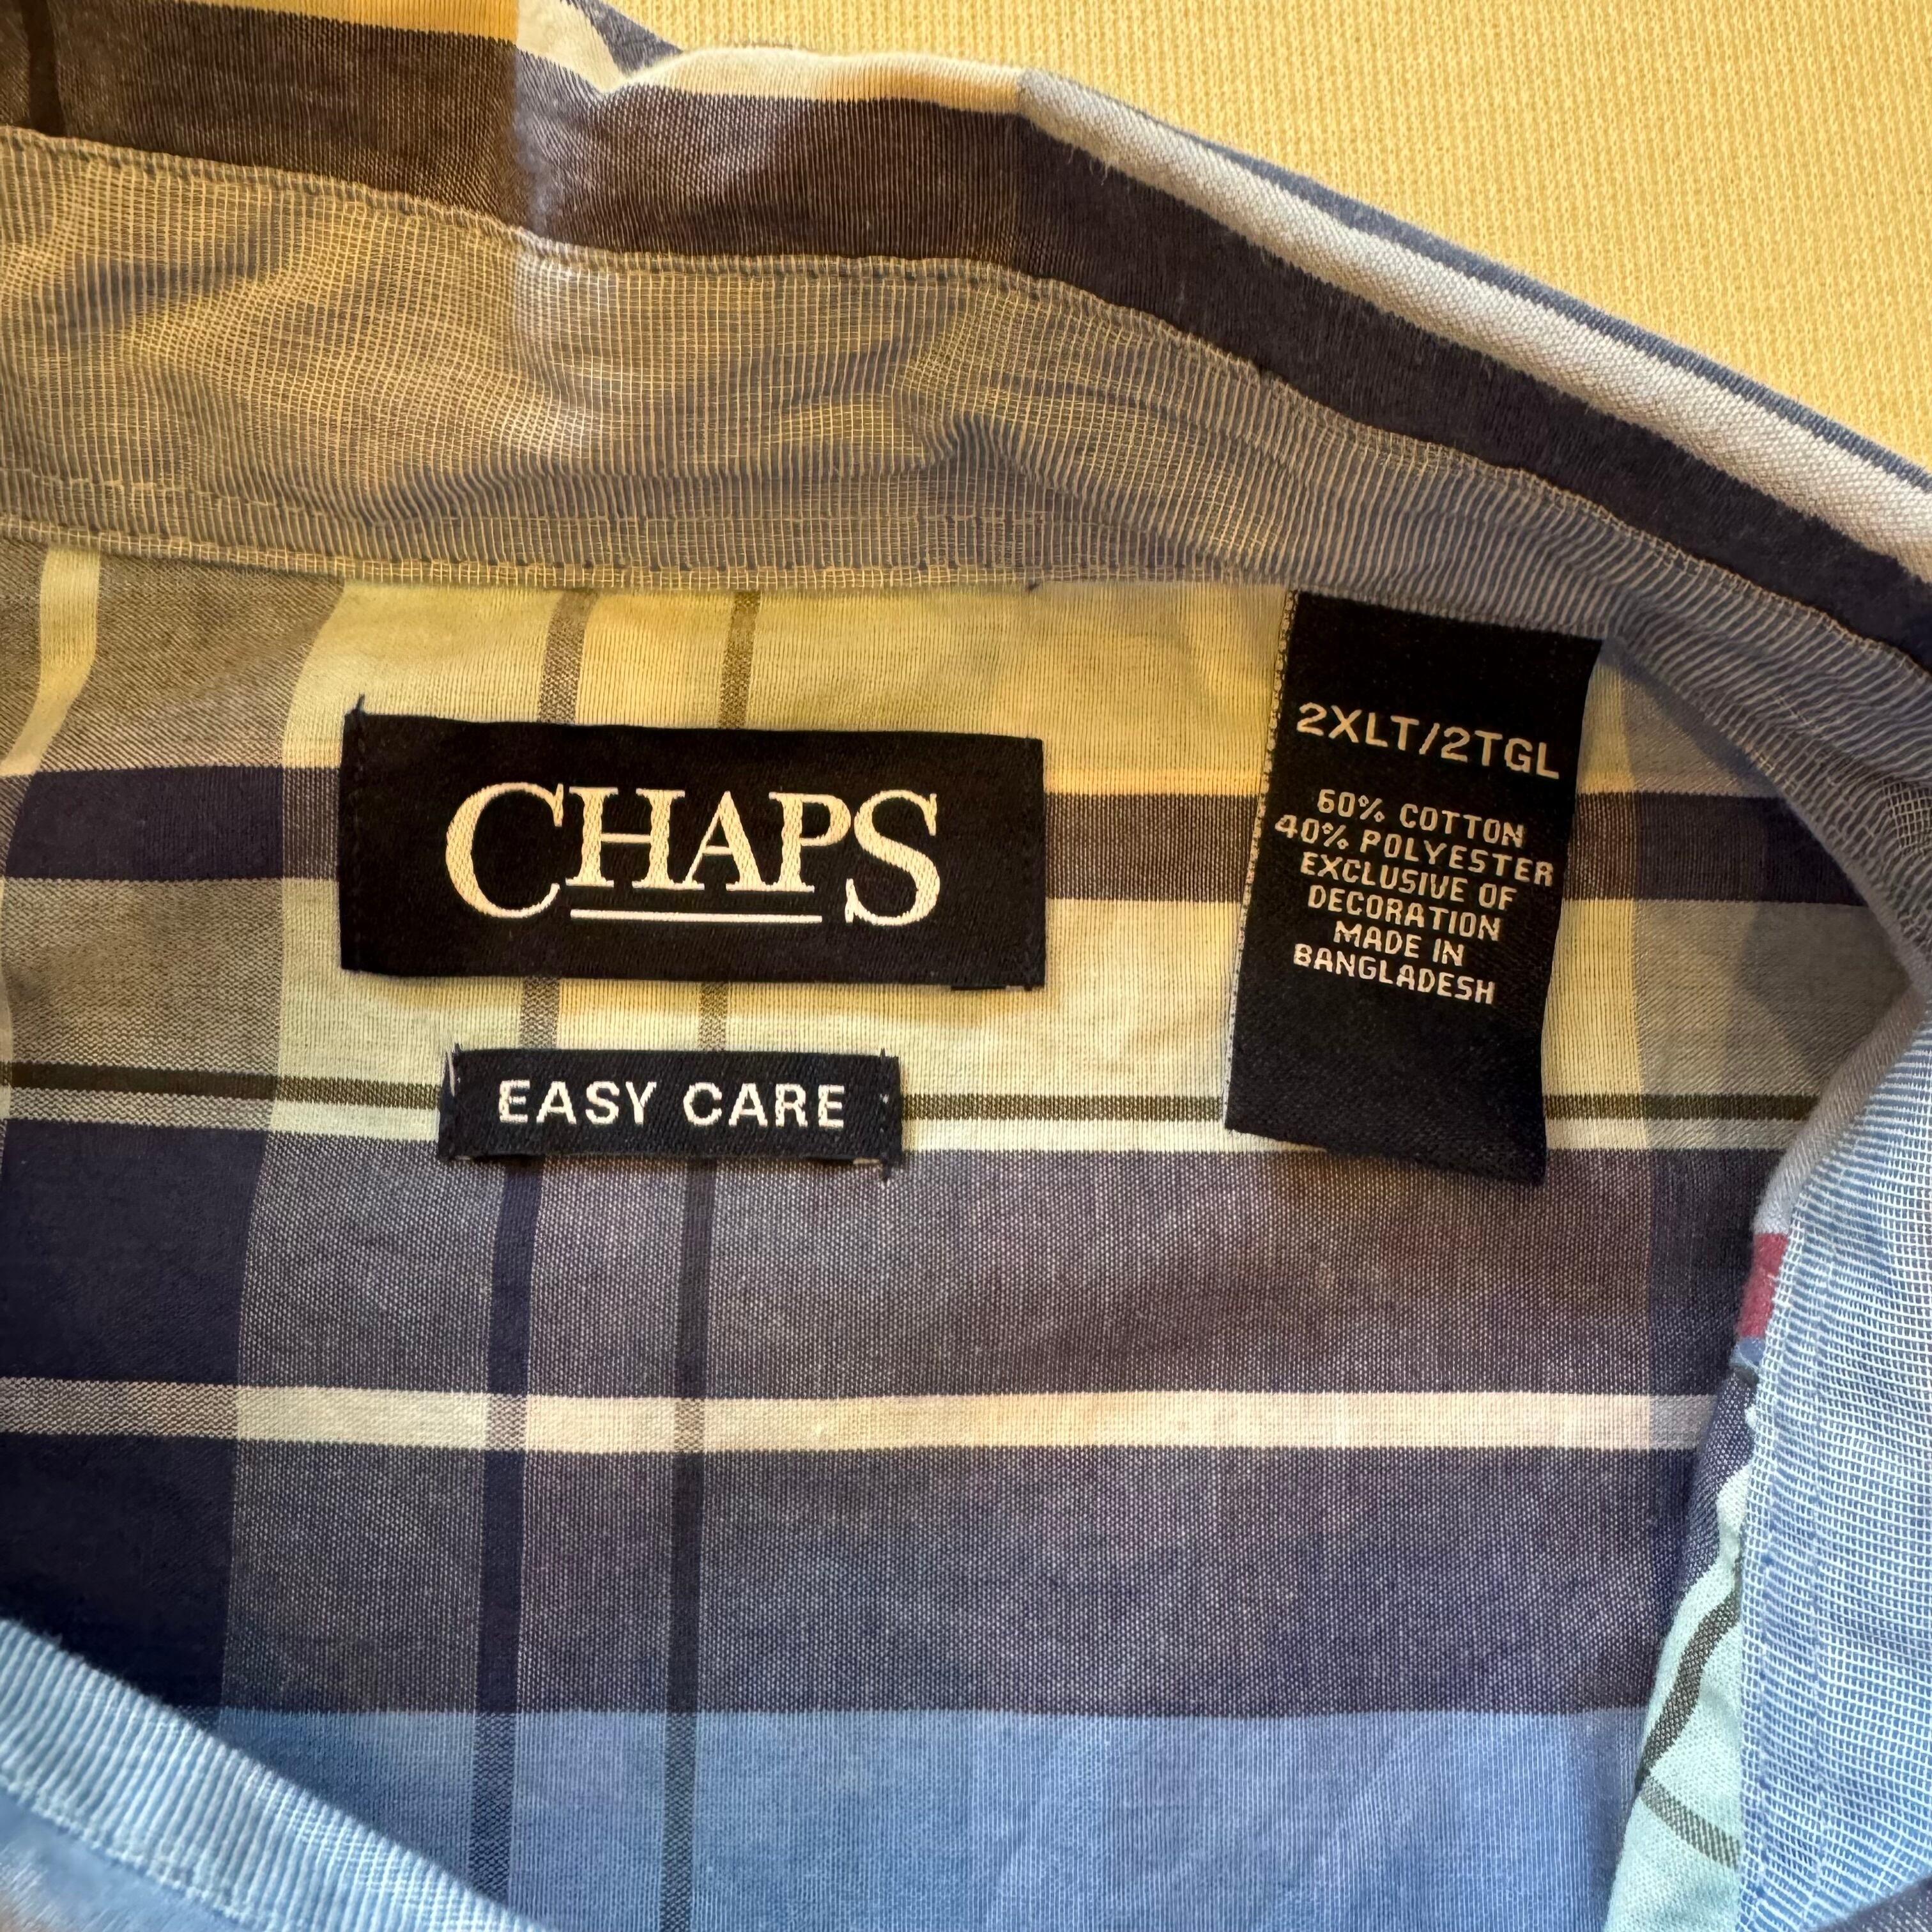 CHAPS
EASY CARE
2XLT/2TGL
60% COTTON
40% POLYESTER
EXCLUSIVE OF
DECORATION
MADE IN
BANGLADESH